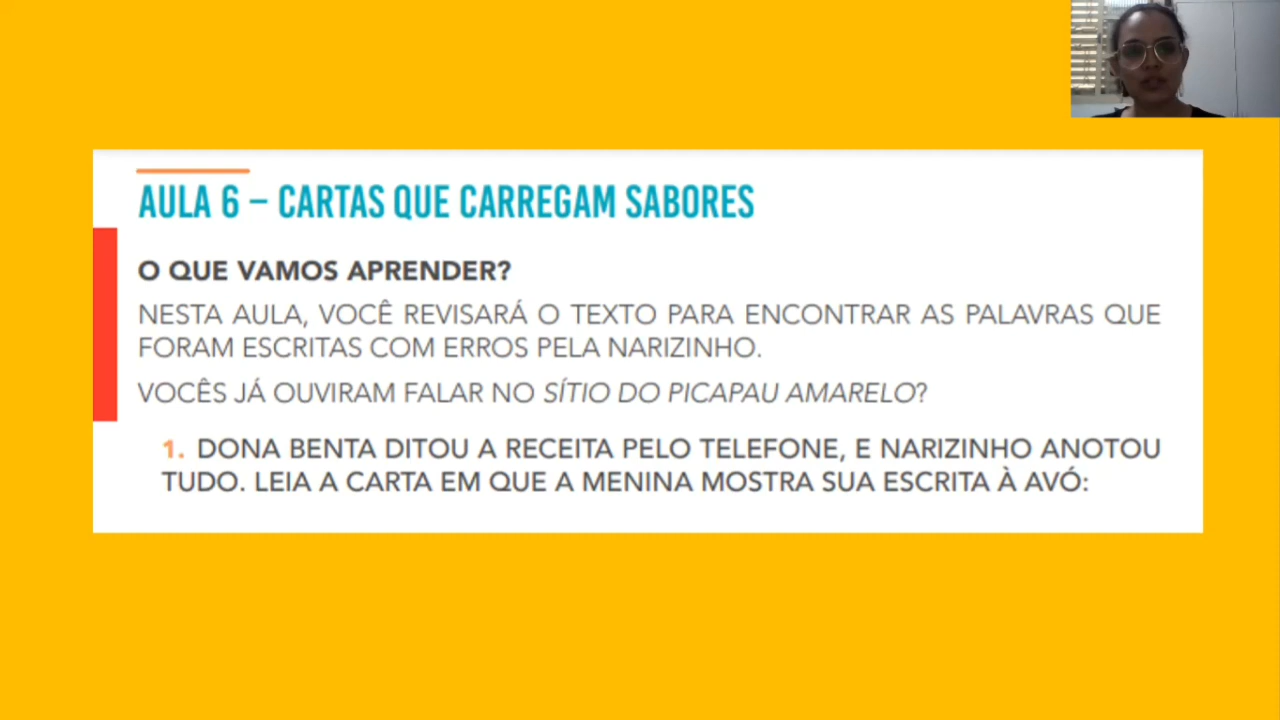 AULA 6 – CARTAS QUE CARREGAM SABORES
O QUE VAMOS APRENDER?
NESTA AULA, VOCÊ REVISARÁ O TEXTO PARA ENCONTRAR AS PALAVRAS QUE
FORAM ESCRITAS COM ERROS PELA NARIZINHO.
VOCÊS JÁ OUVIRAM FALAR NO SÍTIO DO PICAPAU AMARELO?
1. DONA BENTA DITOU A RECEITA PELO TELEFONE, E NARIZINHO ANOTOU
TUDO. LEIA A CARTA EM QUE A MENINA MOSTRA SUA ESCRITA À AVÓ: